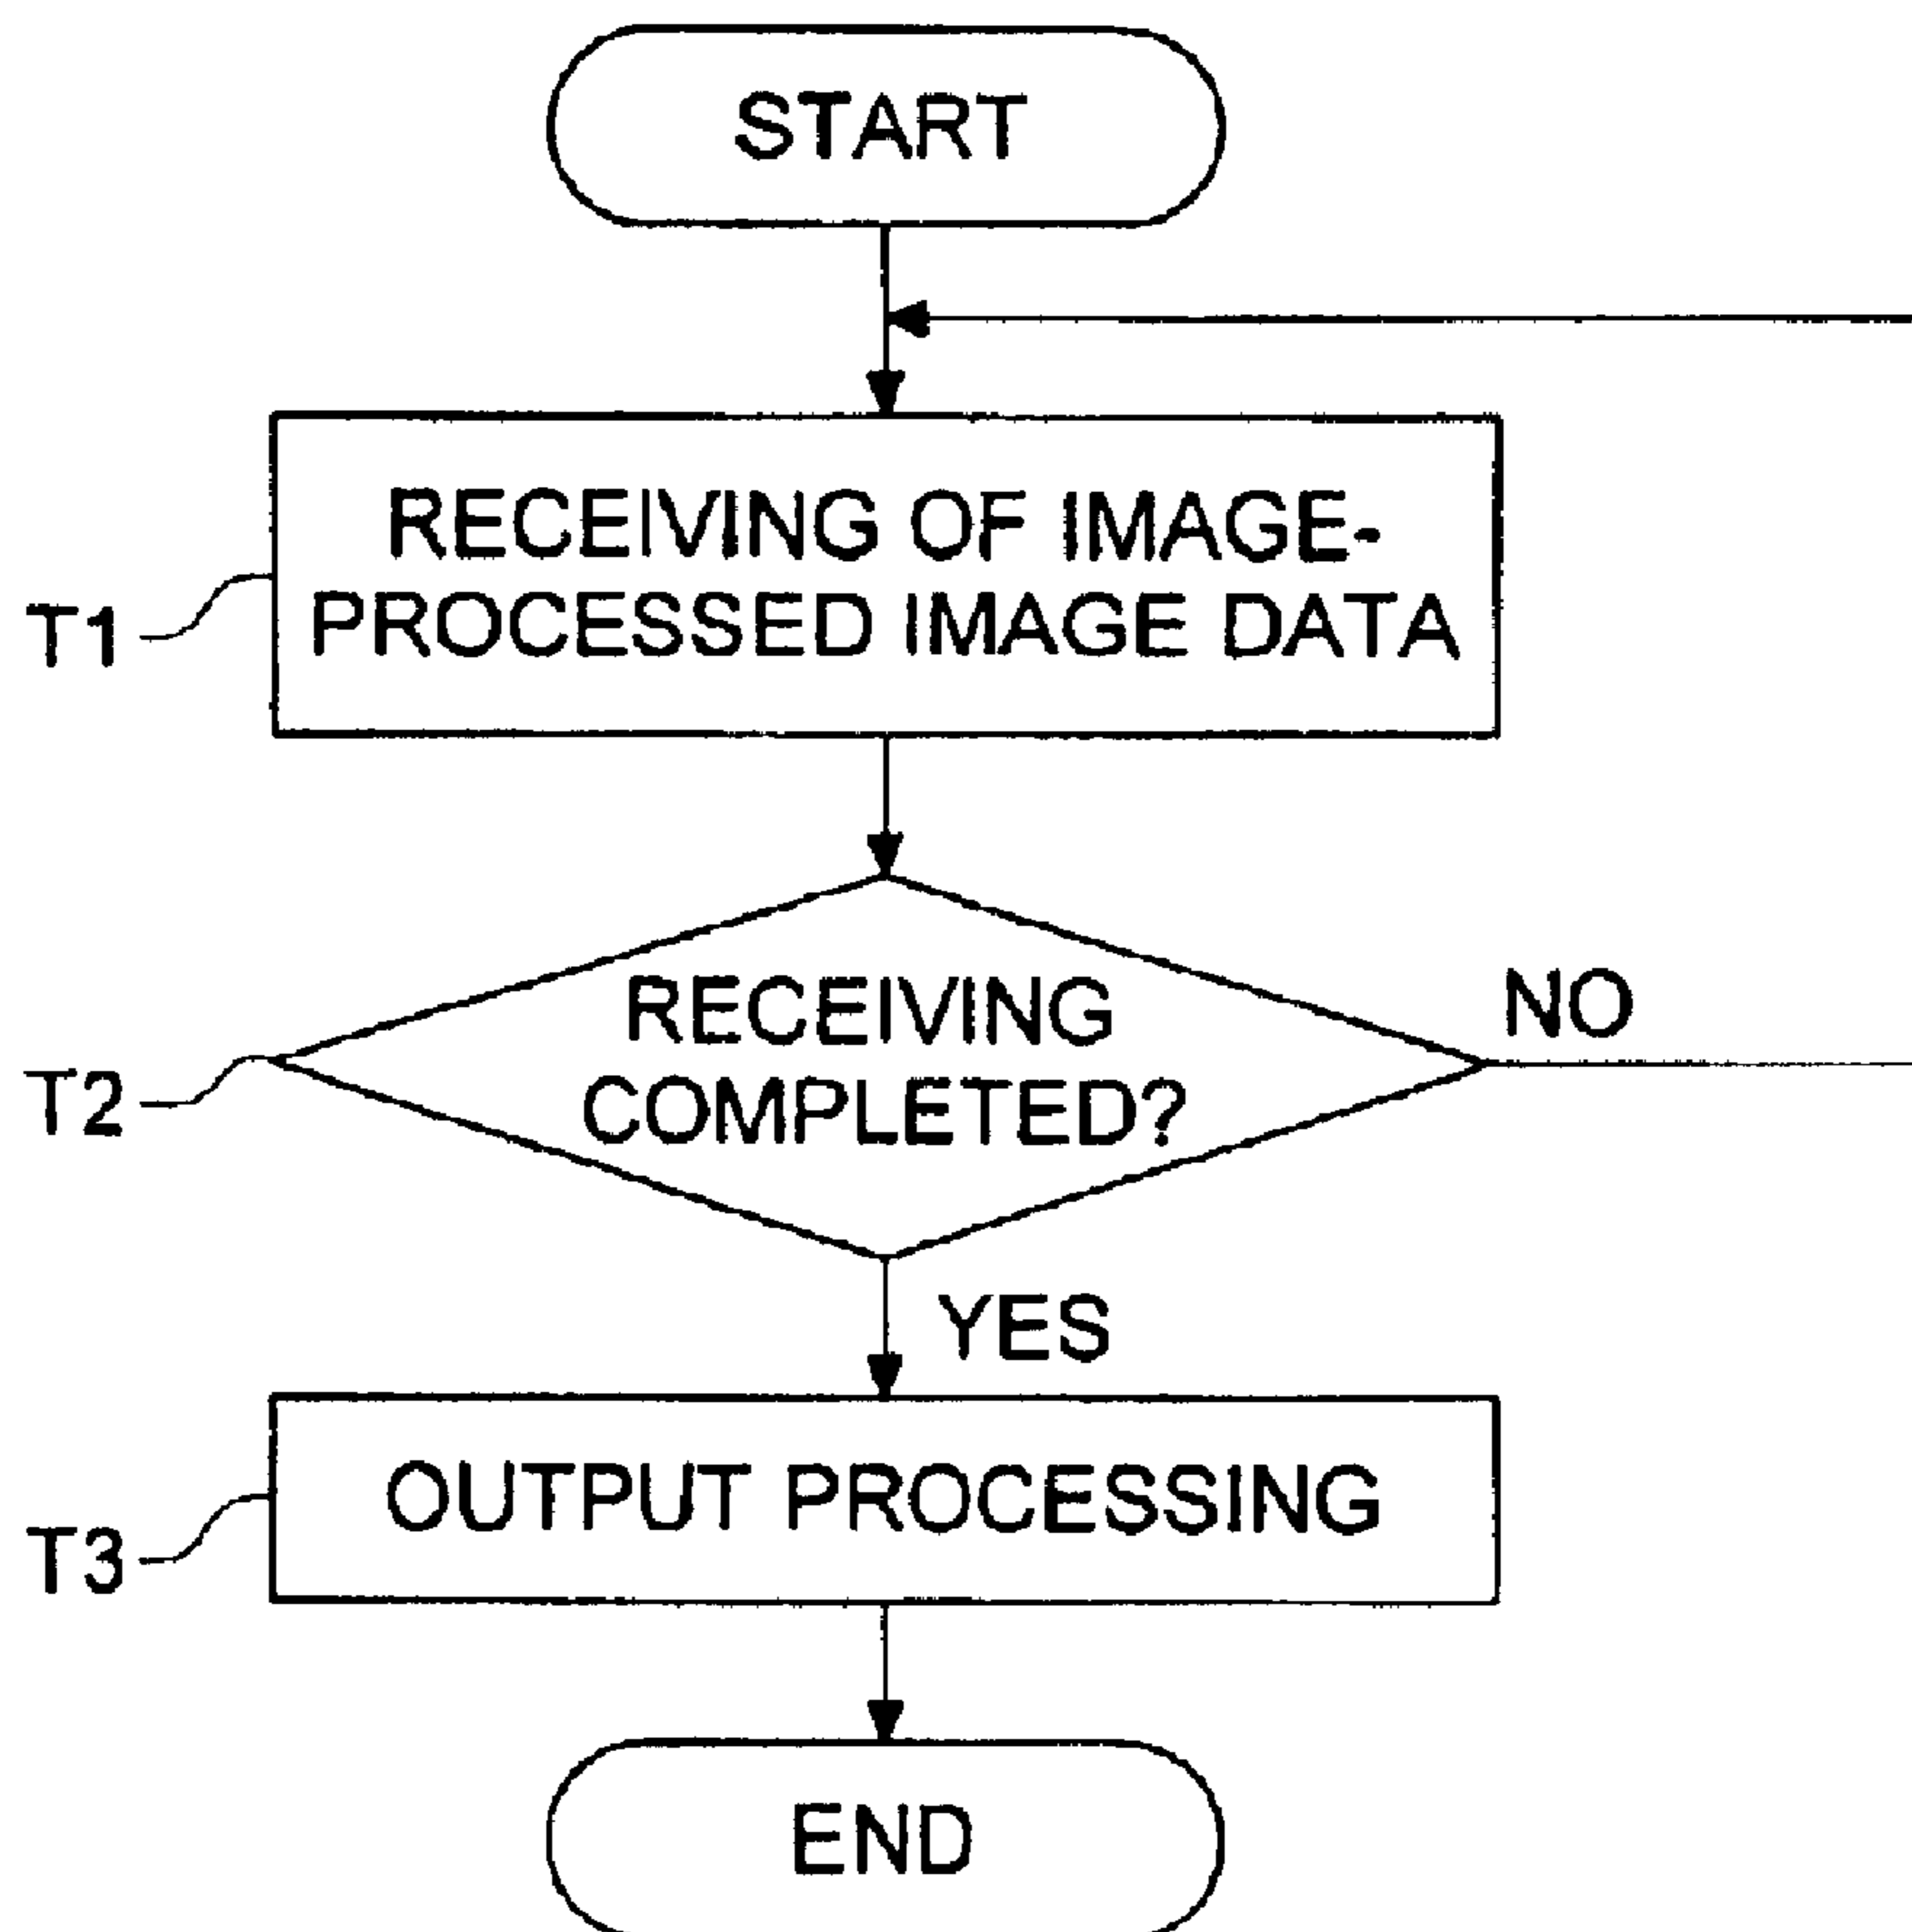 START
RECEIVING OF IMAGE-
PROCESSED IMAGE DATA
T1
RECEIVING
COMPLETED?
NO
T2
YES
OUTPUT PROCESSING
T3
END